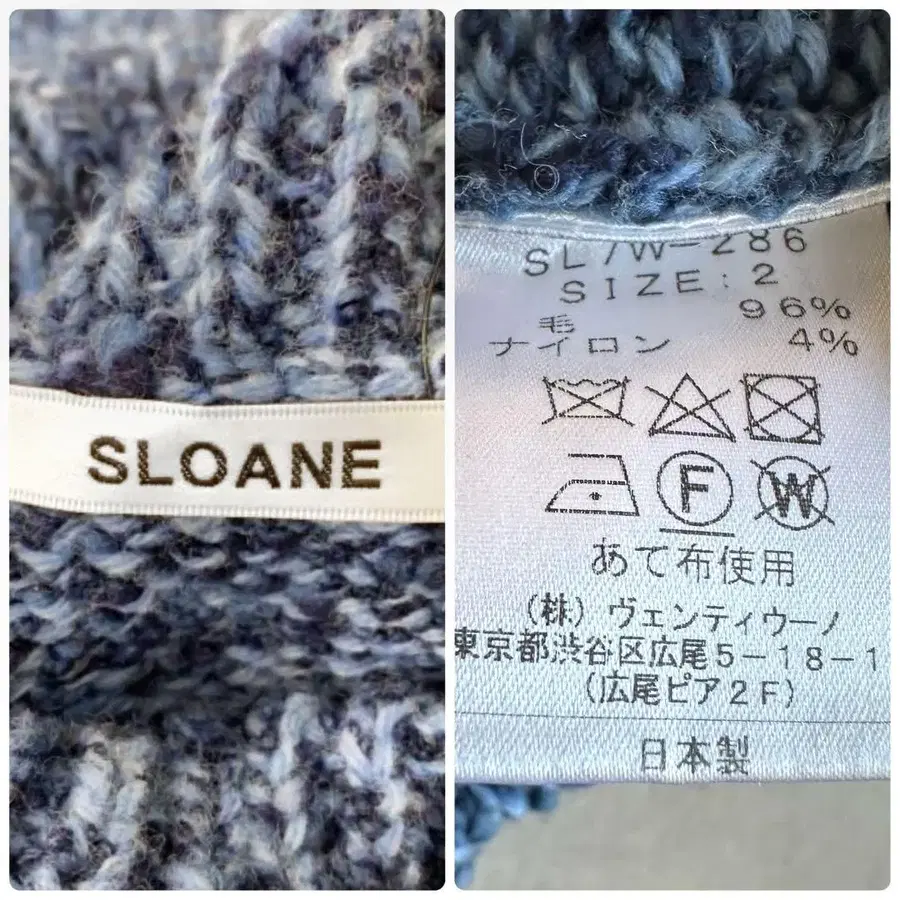 SLOANE
SL7W-286
SIZE:2
毛 96%
ナイロン 4%
F W
あて布使用
(株)ヴェンティウーノ
東京都渋谷区広尾5-18-1
(広尾ピア2F)
日本製